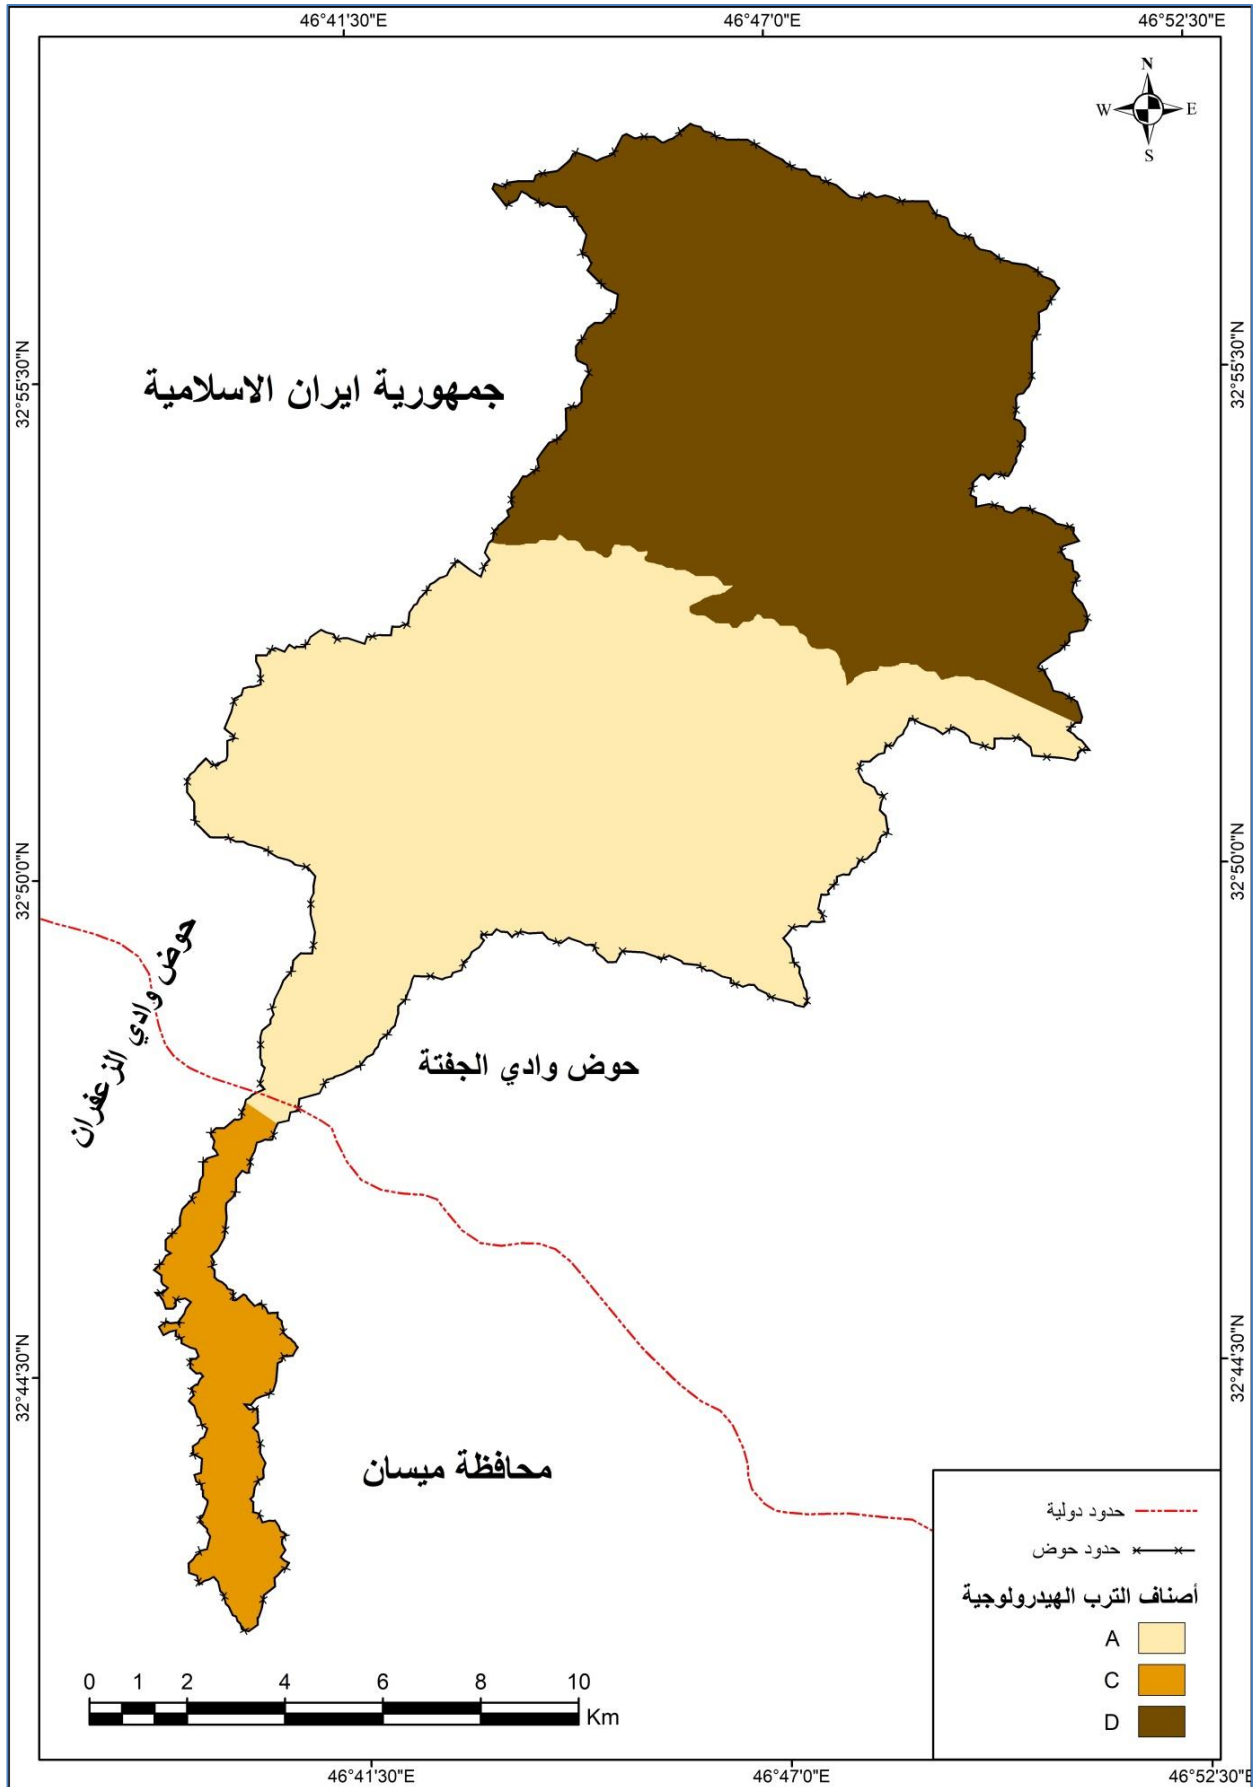 46°41'30"E 46°47'0"E 46°52'30"E
N
W E
S
32°55'30"N 32°55'30"N
جمهورية ايران الاسلامية
32°50'0"N 32°50'0"N
حوض وادي الزعفران
حوض وادي الجفتة
32°44'30"N 32°44'30"N
محافظة ميسان
حدود دولية
حدود حوض
أصناف الترب الهيدرولوجية
A
C
D
0 1 2 4 6 8 10
Km
46°41'30"E 46°47'0"E 46°52'30"E